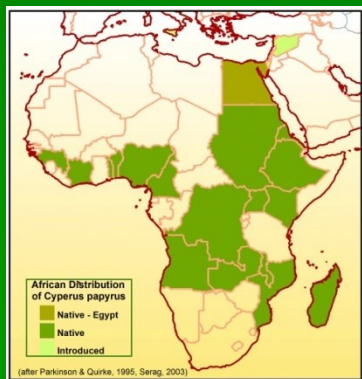 African Distribution
of Cyperus papyrus
Native - Egypt
Native
Introduced
(after Parkinson & Quirke, 1995, Serag, 2003)